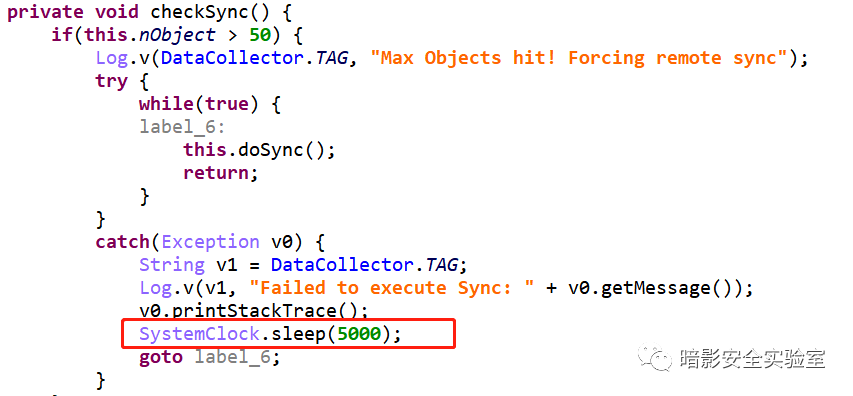 private void checkSync() {
    if(this.nObject > 50) {
        Log.v(DataCollector.TAG, "Max Objects hit! Forcing remote sync");
        try {
            while(true) {
            label_6:
                this.doSync();
                return;
            }
        }
        catch(Exception v0) {
            String v1 = DataCollector.TAG;
            Log.v(v1, "Failed to execute Sync: " + v0.getMessage());
            v0.printStackTrace();
            SystemClock.sleep(5000);
            goto label_6;
        }
暗影安全实验室